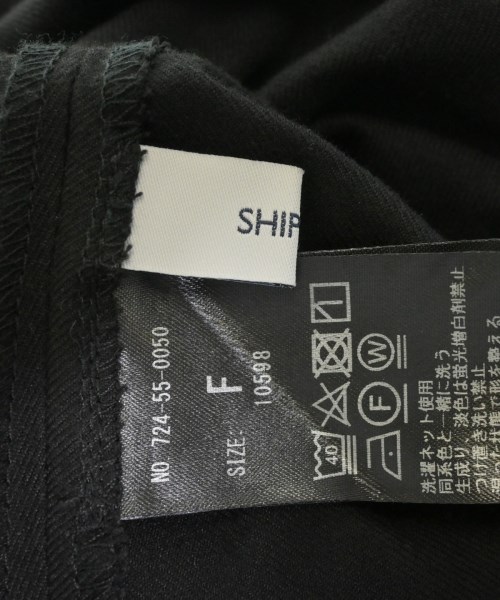 SHIP
NO 724-55-0050
SIZE: F
10598
40
F
W
洗濯ネット使用
同系色と一緒に洗う
生成り、淡色は蛍光増白剤禁止
つけ置き洗い禁止